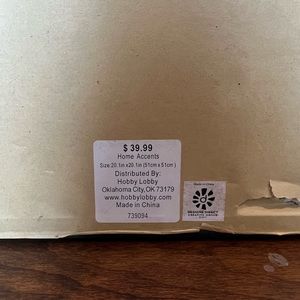 $ 39.99
Home Accents
Size:20.1in x20.1in (51cm x 51cm )
Distributed By:
Hobby Lobby
Oklahoma City,OK 73179
www.hobbylobby.com
Made in China
739094